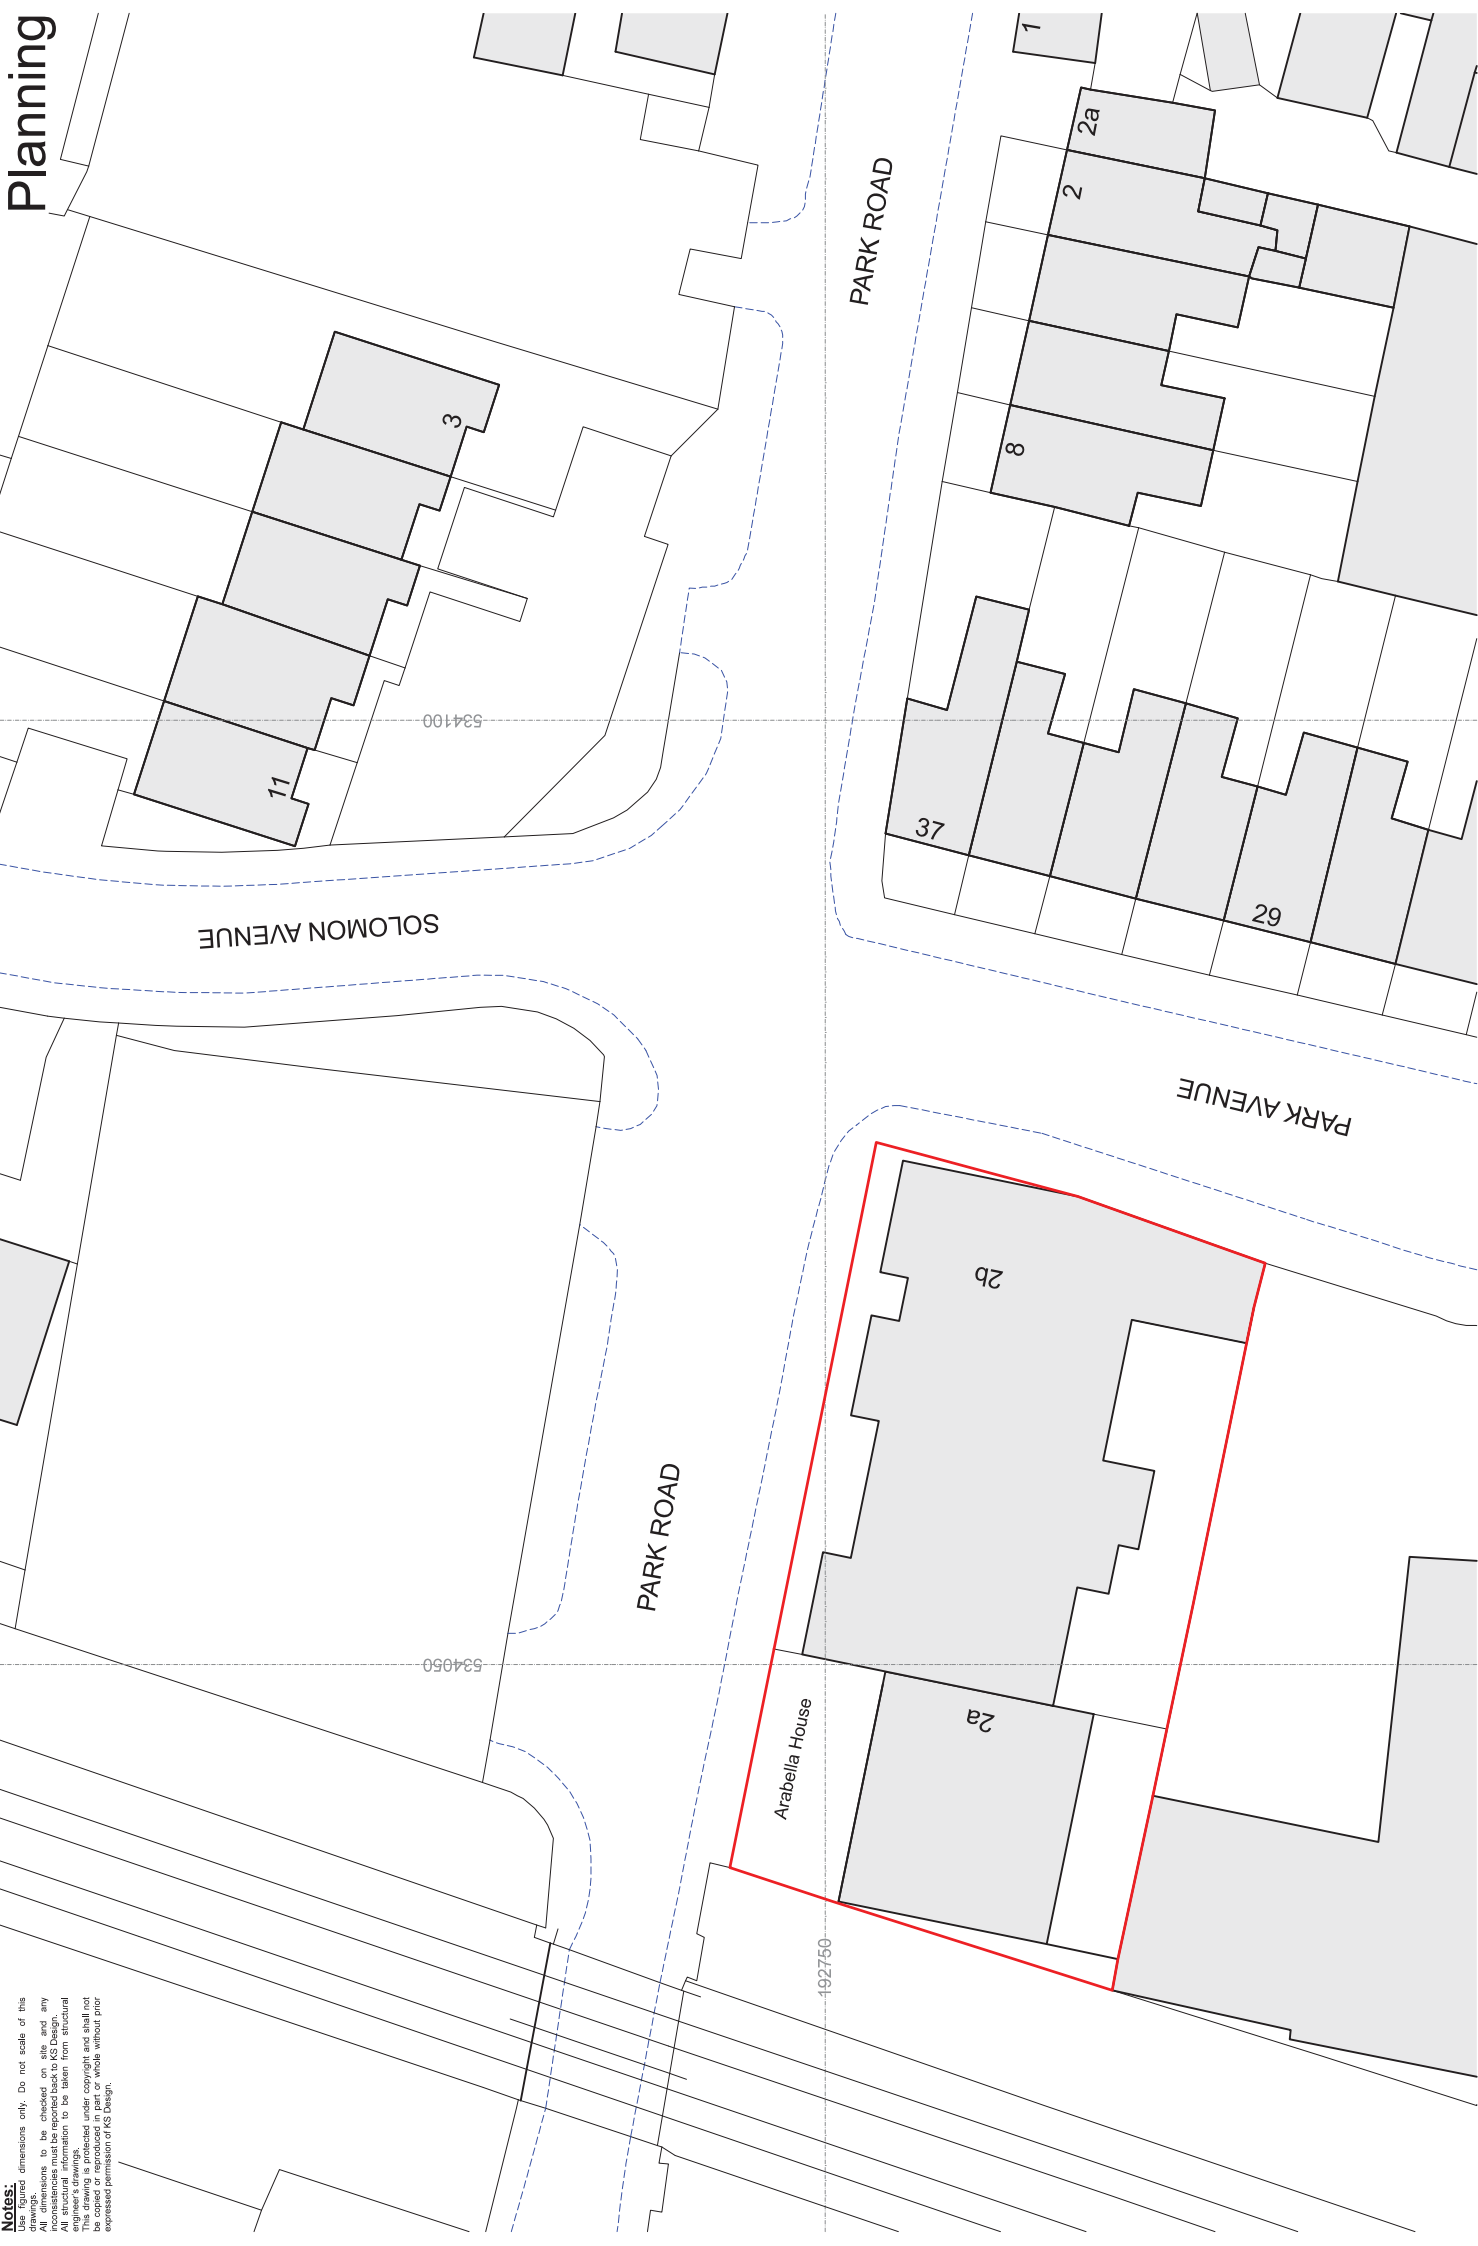 Planning
1
2a
2
PARK ROAD
3
8
534100
11
37
29
SOLOMON AVENUE
PARK AVENUE
2b
PARK ROAD
534050
Arabella House
2a
192750
Notes:
Use figured dimensions only. Do not scale of this
drawings.
All dimensions to be checked on site and any
inconsistencies must be reported back to KS Design.
All structural information to be taken from structural
engineer's drawings.
This drawing is protected under copyright and shall not
be copied or reproduced in part or whole without prior
expressed permission of KS Design.